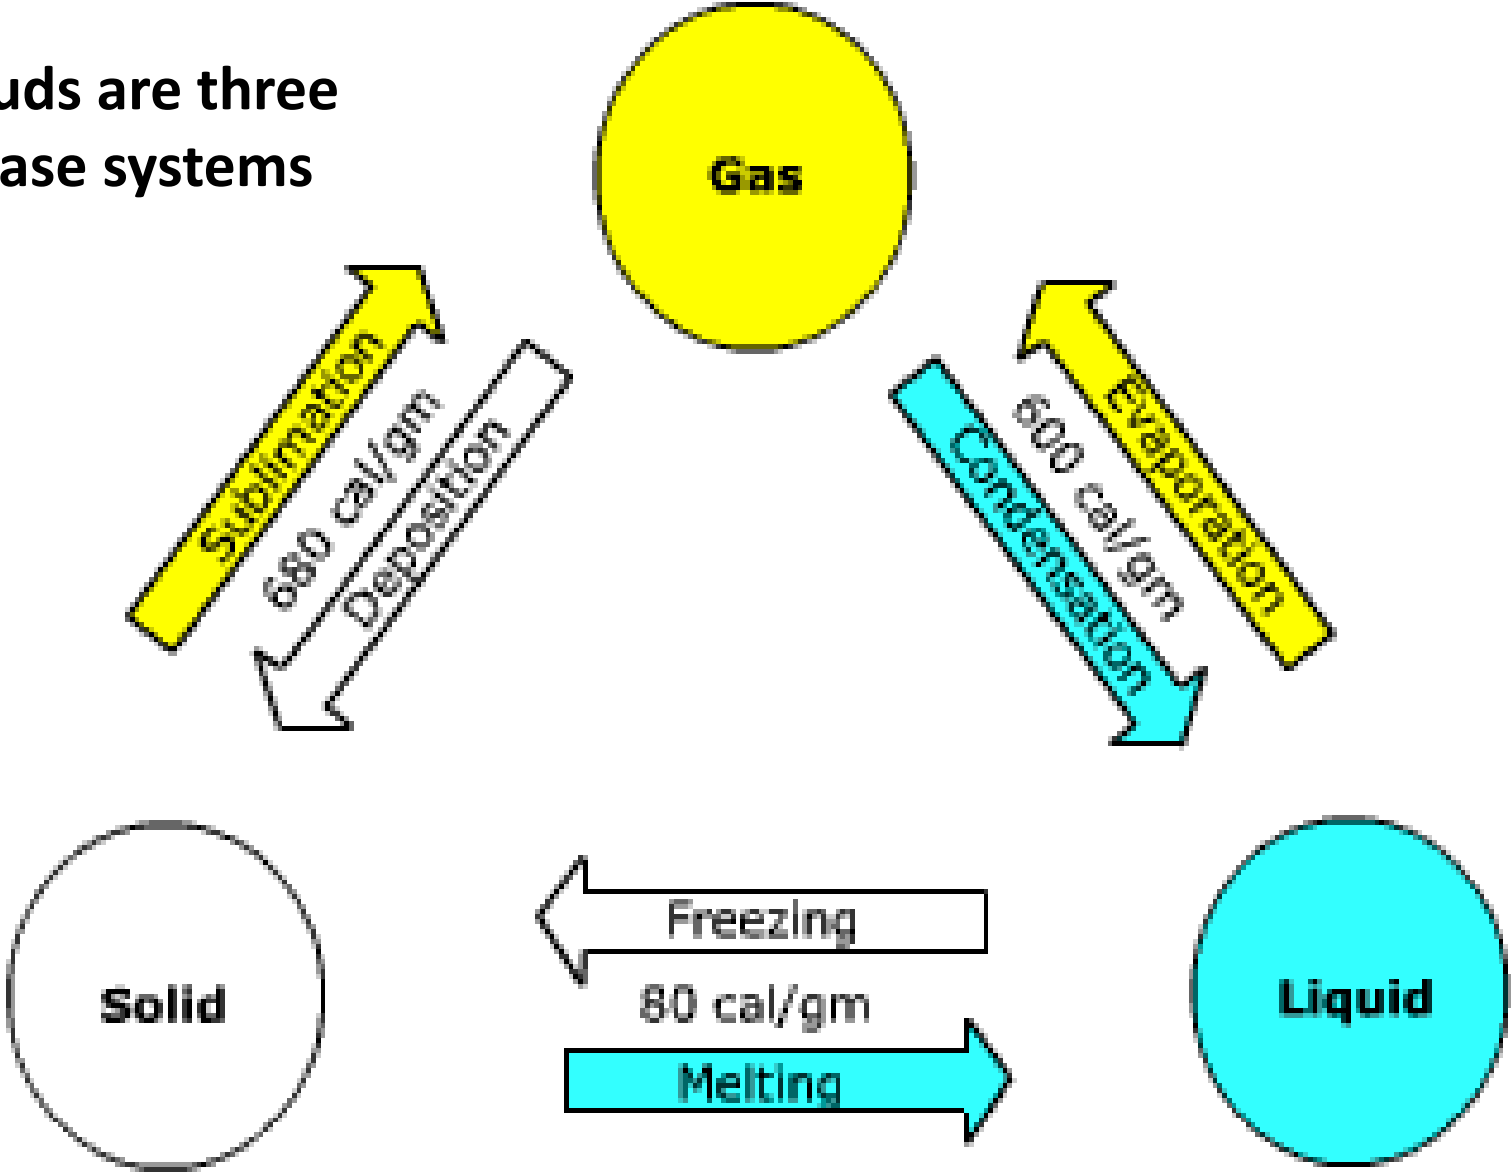 uds are three
ase systems
Gas
Sublimation
680 cal/gm
Deposition
Condensation
600 cal/gm
Evaporation
Freezing
80 cal/gm
Melting
Solid
Liquid